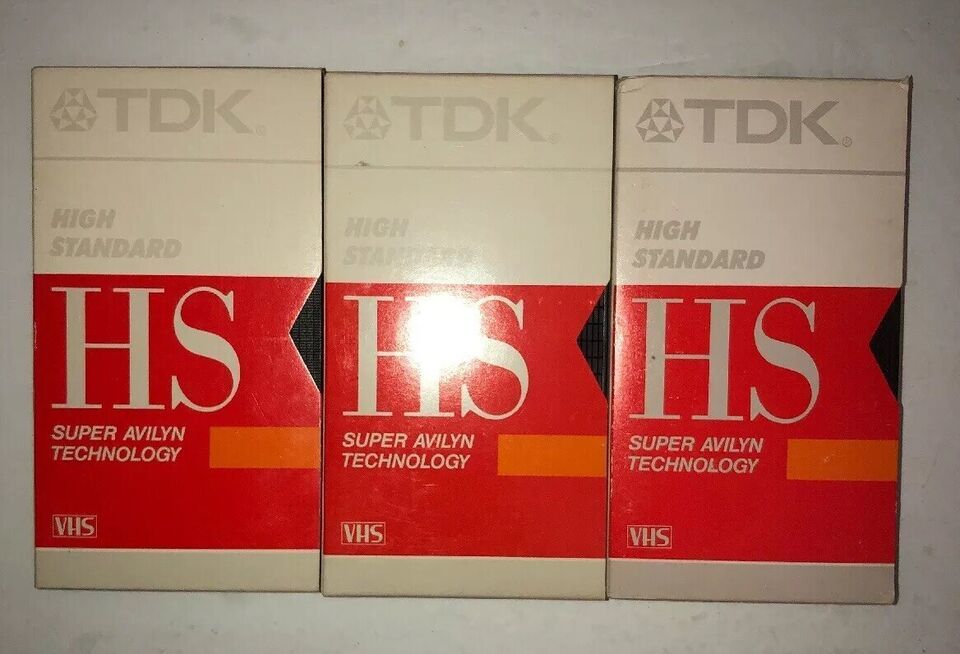 TDK®
HIGH
STANDARD
HS
SUPER AVILYN
TECHNOLOGY
VHS
TDK®
HIGH
STANDARD
HS
SUPER AVILYN
TECHNOLOGY
VHS
TDK®
HIGH
STANDARD
HS
SUPER AVILYN
TECHNOLOGY
VHS